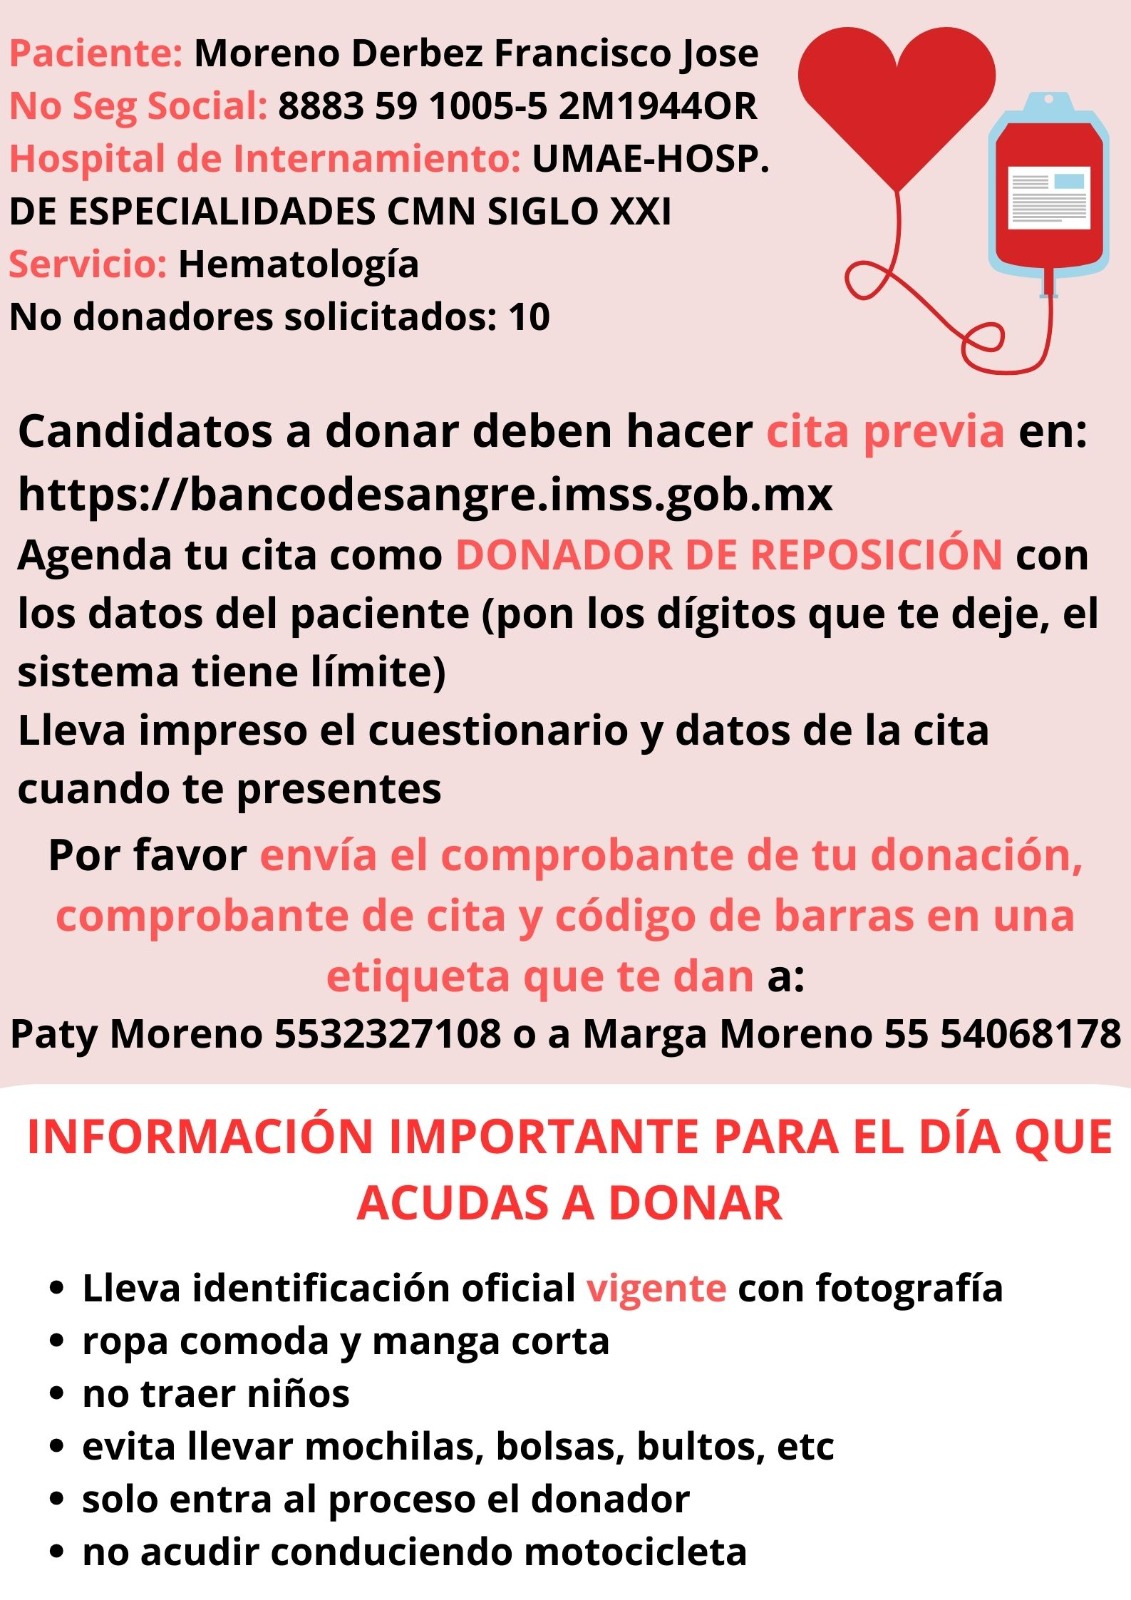 Paciente: Moreno Derbez Francisco Jose
No Seg Social: 8883 59 1005-5 2M1944OR
Hospital de Internamiento: UMAE-HOSP.
DE ESPECIALIDADES CMN SIGLO XXI
Servicio: Hematología
No donadores solicitados: 10
Candidatos a donar deben hacer cita previa en:
https://bancodesangre.imss.gob.mx
Agenda tu cita como DONADOR DE REPOSICIÓN con
los datos del paciente (pon los dígitos que te deje, el
sistema tiene límite)
Lleva impreso el cuestionario y datos de la cita
cuando te presentes
Por favor envía el comprobante de tu donación,
comprobante de cita y código de barras en una
etiqueta que te dan a:
Paty Moreno 5532327108 o a Marga Moreno 55 54068178
INFORMACIÓN IMPORTANTE PARA EL DÍA QUE
ACUDAS A DONAR
• Lleva identificación oficial vigente con fotografía
• ropa comoda y manga corta
• no traer niños
• evita llevar mochilas, bolsas, bultos, etc
• solo entra al proceso el donador
• no acudir conduciendo motocicleta